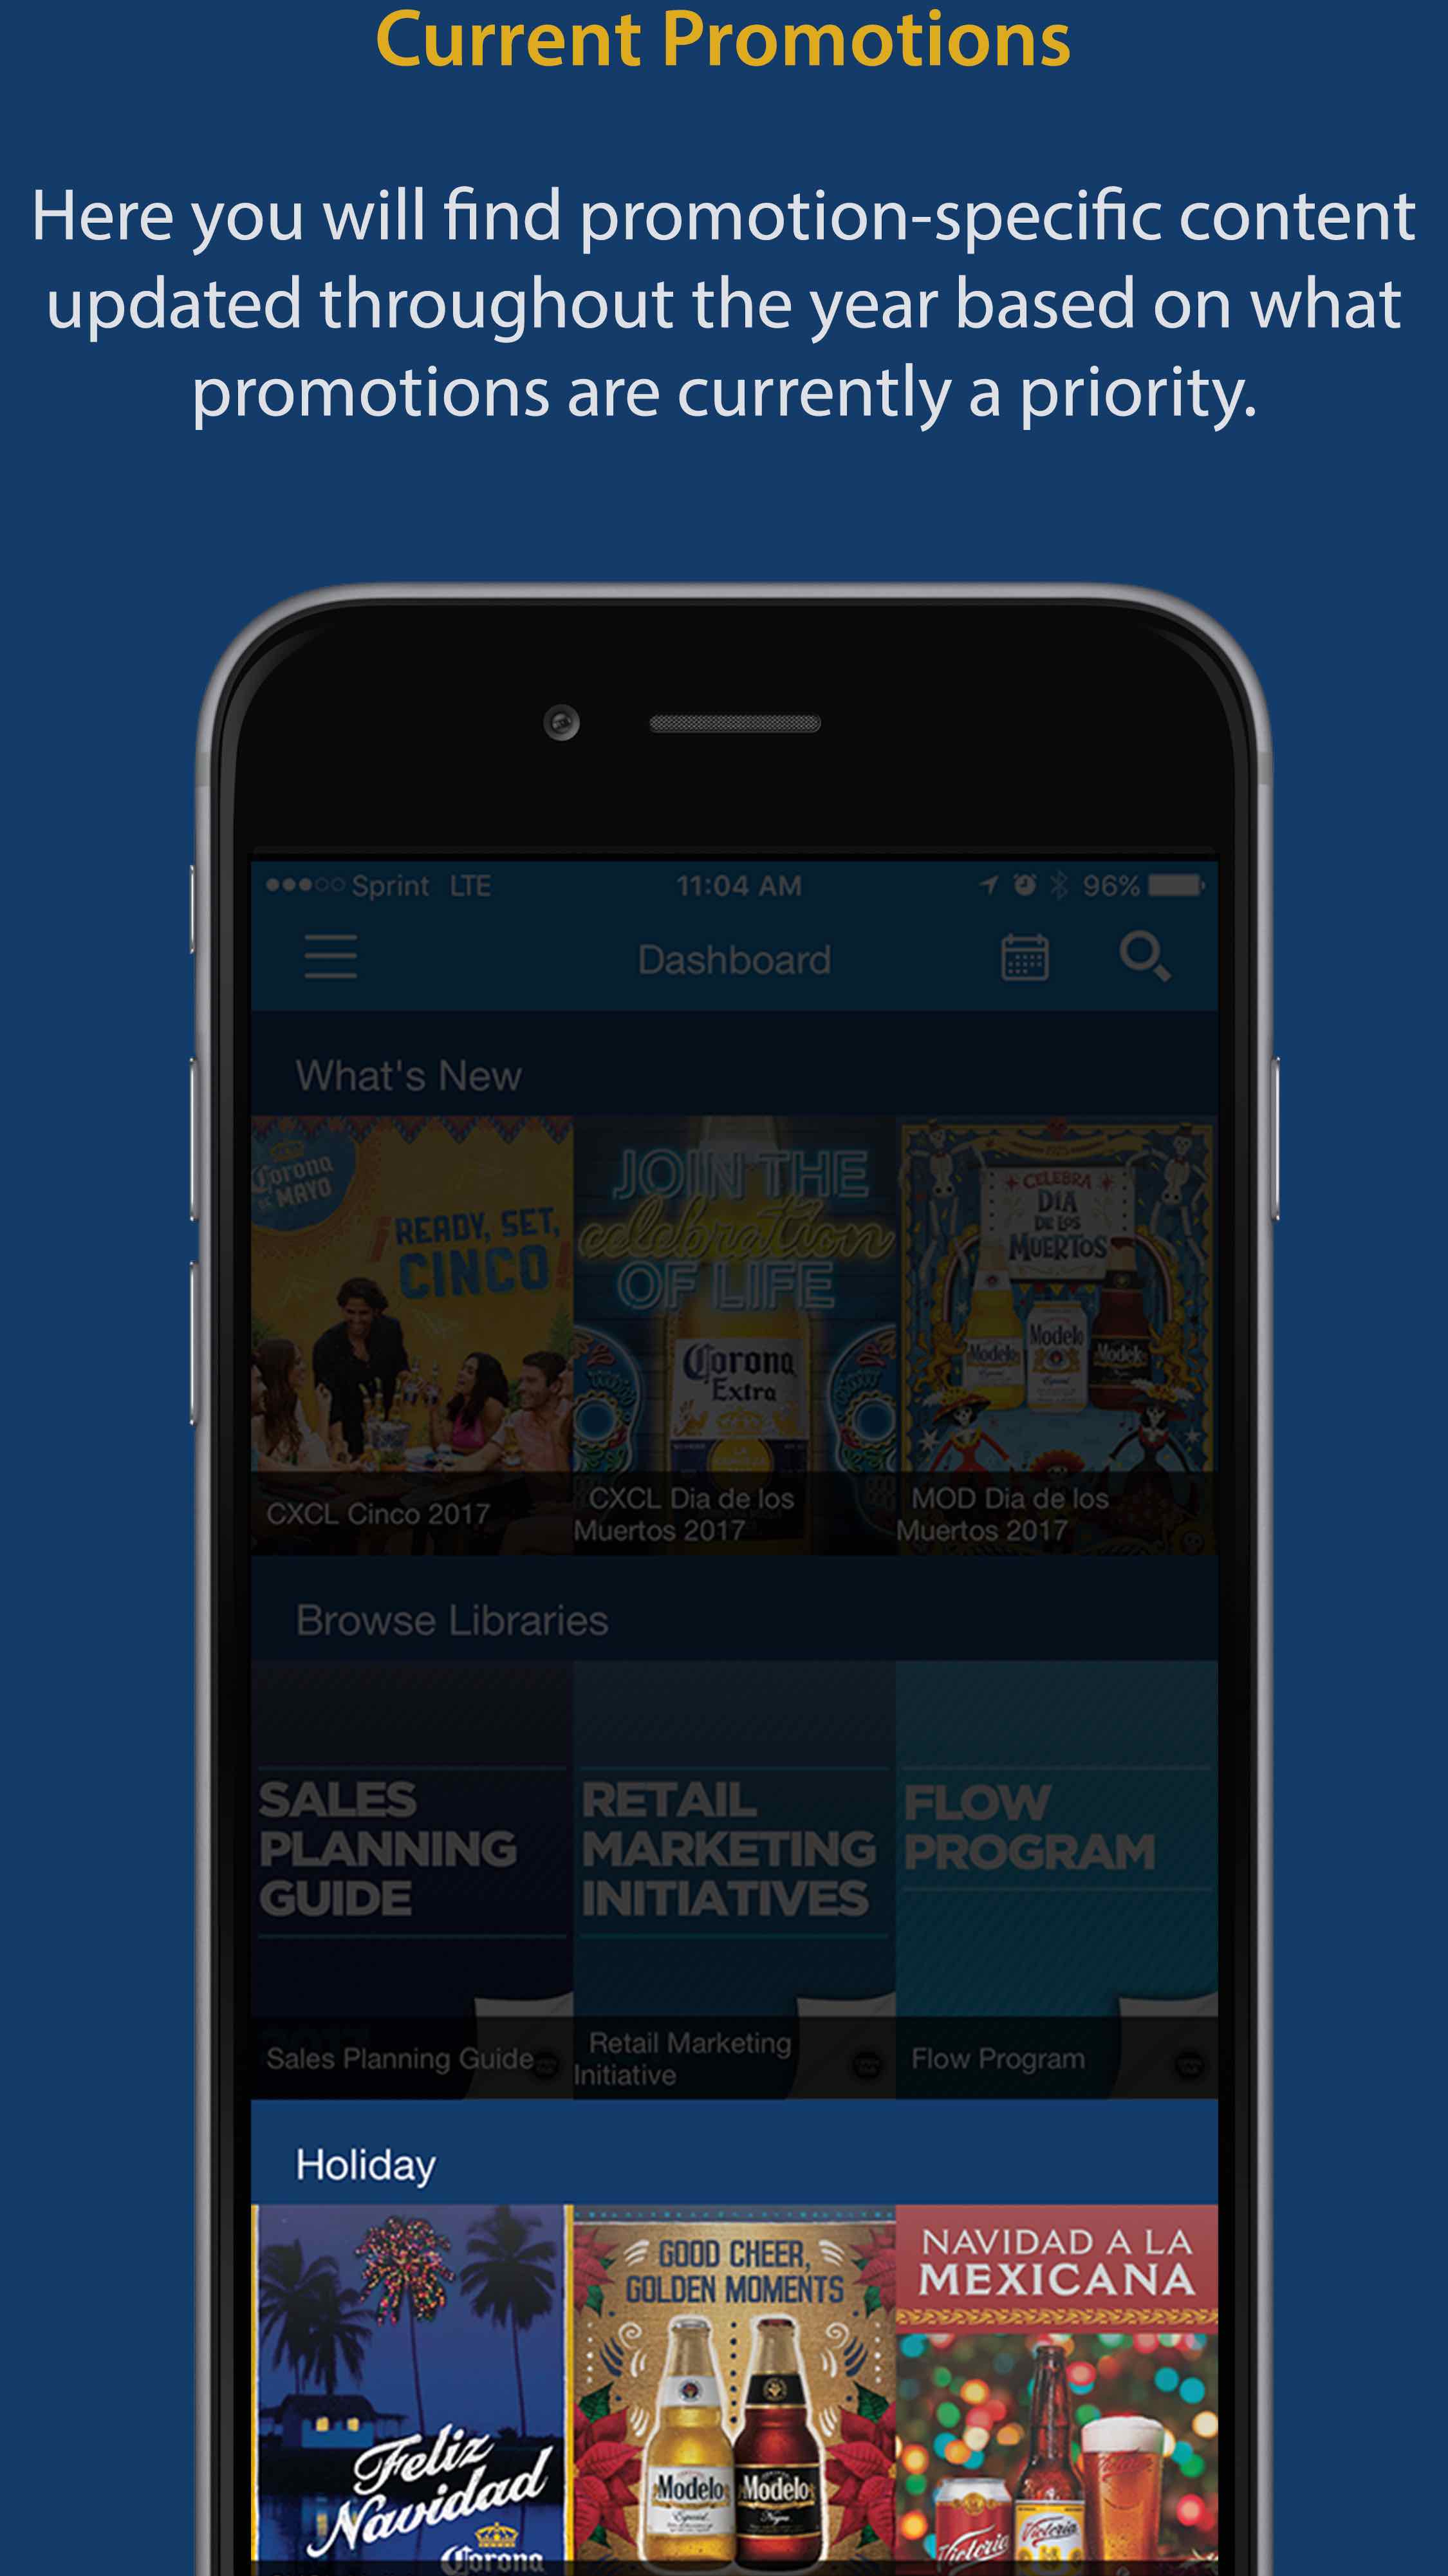 Current Promotions
Here you will find promotion-specific content
updated throughout the year based on what
promotions are currently a priority.
Sprint LTE
11:04 AM
96%
Dashboard
What's New
Corona
DE MAYO
¡READY, SET,
CINCO!
CXCL Cinco 2017
JOIN THE
celebration
OF LIFE
Corona
Extra
CXCL Dia de los
Muertos 2017
CELEBRA
DIA
DE LOS
MUERTOS
Modelo
Modelo
Modelo
MOD Dia de los
Muertos 2017
Browse Libraries
SALES
PLANNING
GUIDE
Sales Planning Guide
RETAIL
MARKETING
INITIATIVES
Retail Marketing
Initiative
FLOW
PROGRAM
Flow Program
Holiday
Feliz
Navidad
Corona
GOOD CHEER,
GOLDEN MOMENTS
Modelo
Especial
Modelo
Negra
NAVIDAD A LA
MEXICANA
Victoria
Victoria
Victoria